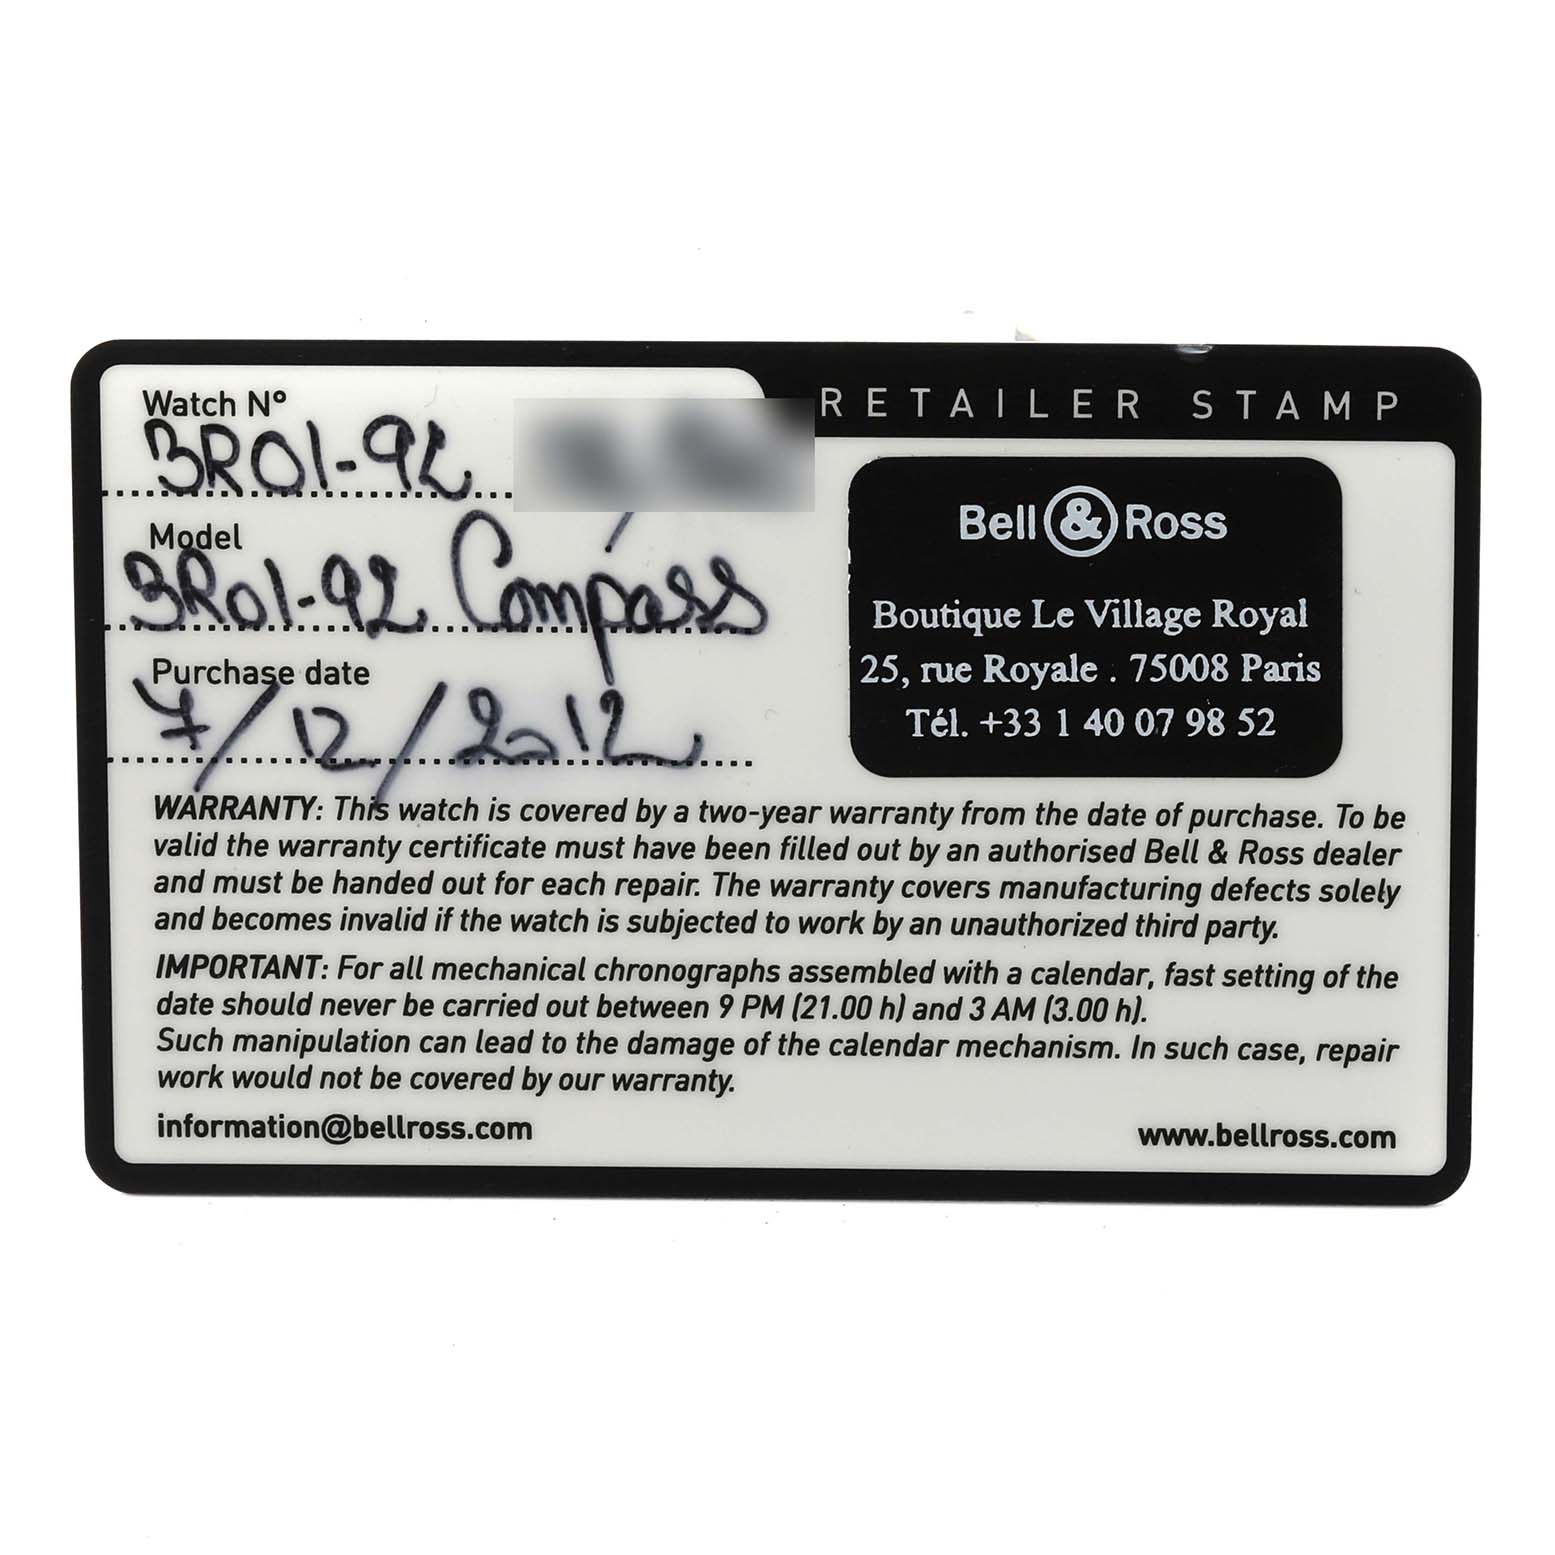 Watch N°
BR01-92
Model
BR01-92 Compass
Purchase date
7/12/2012
RETAILER STAMP
Bell & Ross
Boutique Le Village Royal
25, rue Royale . 75008 Paris
Tél. +33 1 40 07 98 52
WARRANTY: This watch is covered by a two-year warranty from the date of purchase. To be
valid the warranty certificate must have been filled out by an authorised Bell & Ross dealer
and must be handed out for each repair. The warranty covers manufacturing defects solely
and becomes invalid if the watch is subjected to work by an unauthorized third party.
IMPORTANT: For all mechanical chronographs assembled with a calendar, fast setting of the
date should never be carried out between 9 PM (21.00 h) and 3 AM (3.00 h).
Such manipulation can lead to the damage of the calendar mechanism. In such case, repair
work would not be covered by our warranty.
information@bellross.com
www.bellross.com